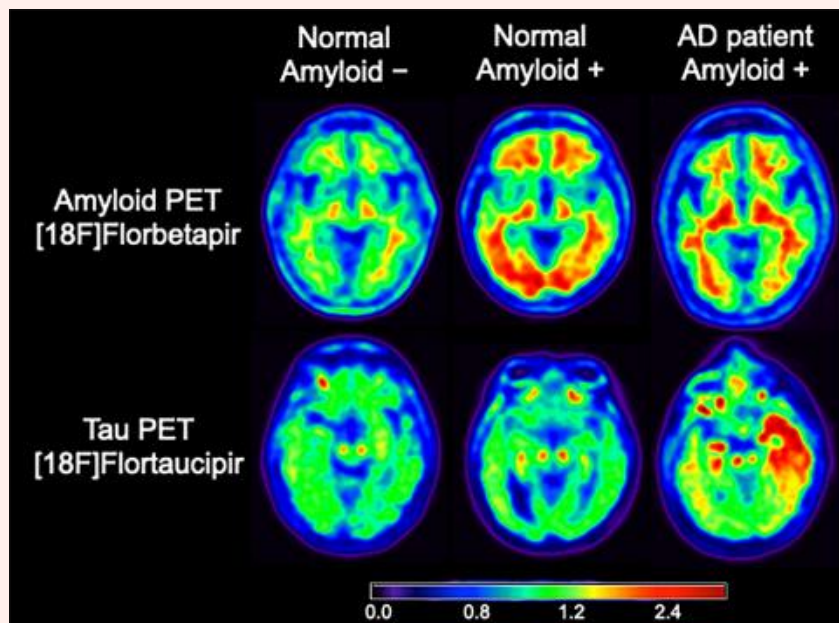 Normal
Amyloid –
Normal
Amyloid +
AD patient
Amyloid +
Amyloid PET
[18F]Florbetapir
Tau PET
[18F]Flortaucipir
0.0 0.8 1.2 2.4